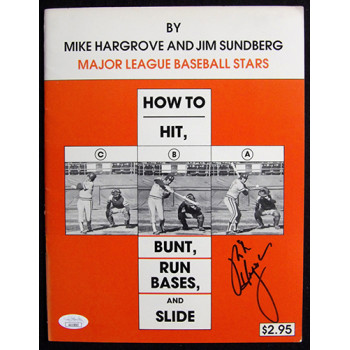 BY
MIKE HARGROVE AND JIM SUNDBERG
MAJOR LEAGUE BASEBALL STARS
HOW TO
HIT,
C B A
BUNT,
RUN
BASES,
AND
SLIDE
$2.95